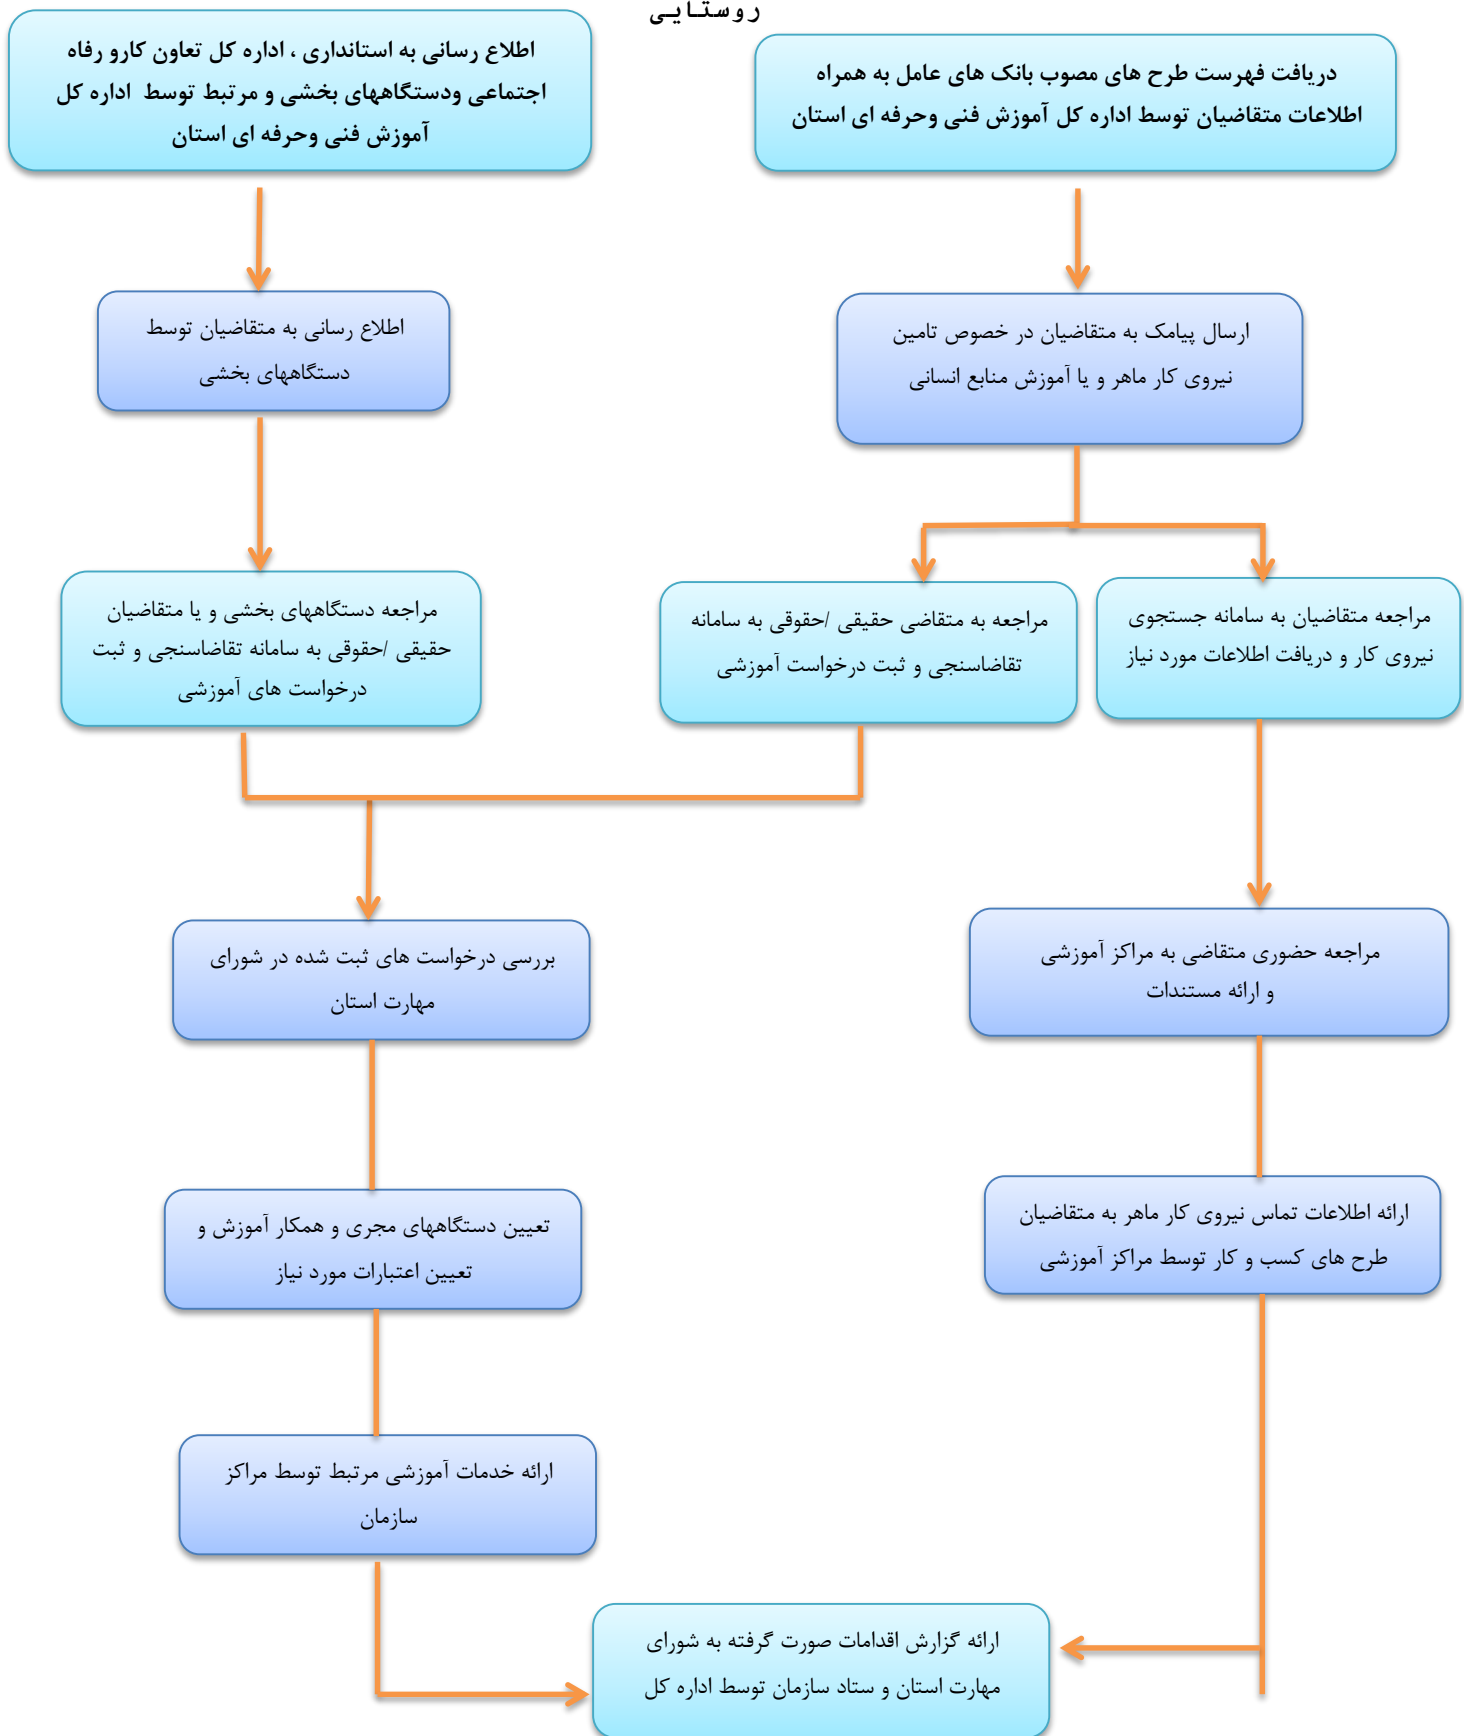 روستایی
دریافت فهرست طرح های مصوب بانک های عامل به همراه
اطلاعات متقاضیان توسط اداره کل آموزش فنی وحرفه ای استان
اطلاع رسانی به استانداری ، اداره کل تعاون کارو رفاه
اجتماعی ودستگاههای بخشی و مرتبط توسط اداره کل
آموزش فنی وحرفه ای استان
ارسال پیامک به متقاضیان در خصوص تامین
نیروی کار ماهر و یا آموزش منابع انسانی
اطلاع رسانی به متقاضیان توسط
دستگاههای بخشی
مراجعه متقاضیان به سامانه جستجوی
نیروی کار و دریافت اطلاعات مورد نیاز
مراجعه به متقاضی حقیقی /حقوقی به سامانه
تقاضاسنجی و ثبت درخواست آموزشی
مراجعه دستگاههای بخشی و یا متقاضیان
حقیقی /حقوقی به سامانه تقاضاسنجی و ثبت
درخواست های آموزشی
مراجعه حضوری متقاضی به مراکز آموزشی
و ارائه مستندات
بررسی درخواست های ثبت شده در شورای
مهارت استان
ارائه اطلاعات تماس نیروی کار ماهر به متقاضیان
طرح های کسب و کار توسط مراکز آموزشی
تعیین دستگاههای مجری و همکار آموزش و
تعیین اعتبارات مورد نیاز
ارائه خدمات آموزشی مرتبط توسط مراکز
سازمان
ارائه گزارش اقدامات صورت گرفته به شورای
مهارت استان و ستاد سازمان توسط اداره کل